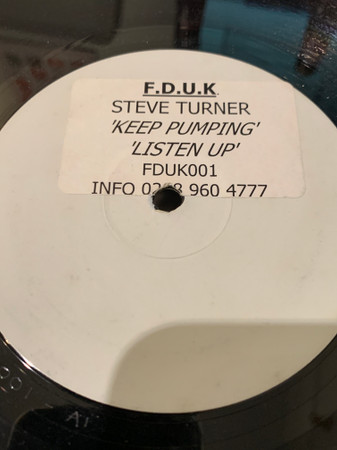 F.D.U.K.
STEVE TURNER
'KEEP PUMPING'
'LISTEN UP'
FDUK001
INFO 960 4777